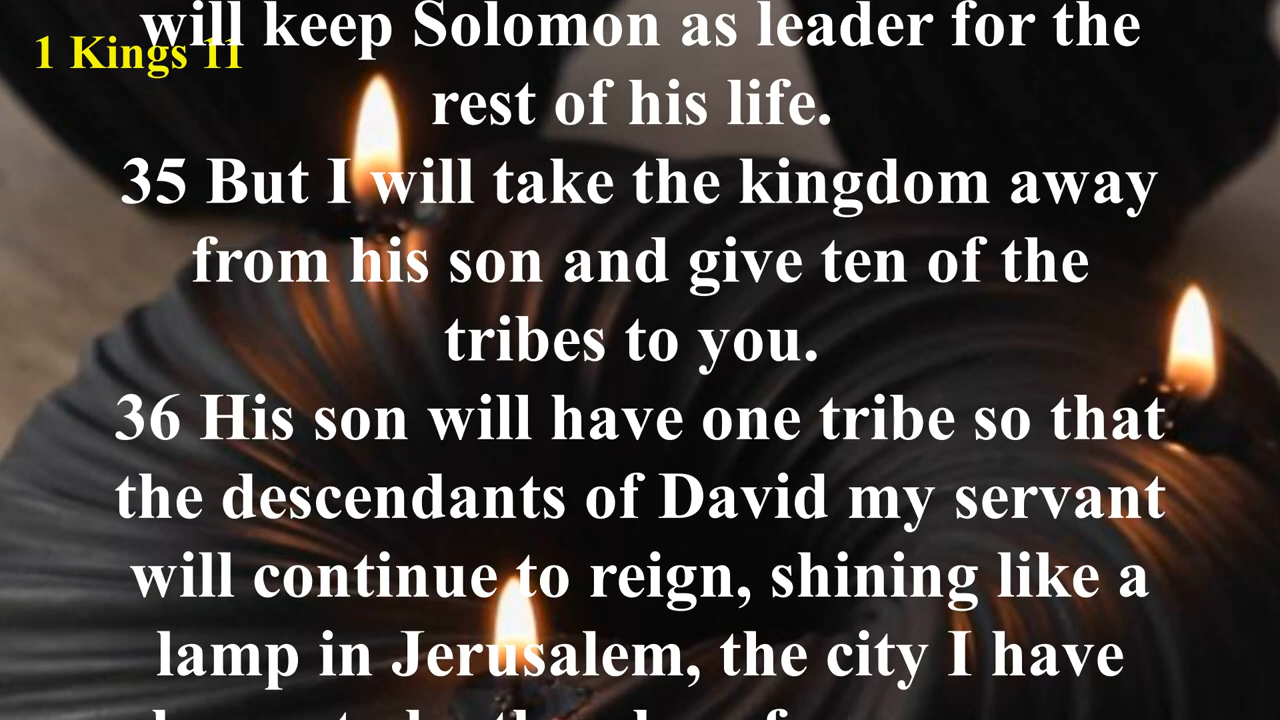 1 Kings 11
will keep Solomon as leader for the
rest of his life.
35 But I will take the kingdom away
from his son and give ten of the
tribes to you.
36 His son will have one tribe so that
the descendants of David my servant
will continue to reign, shining like a
lamp in Jerusalem, the city I have